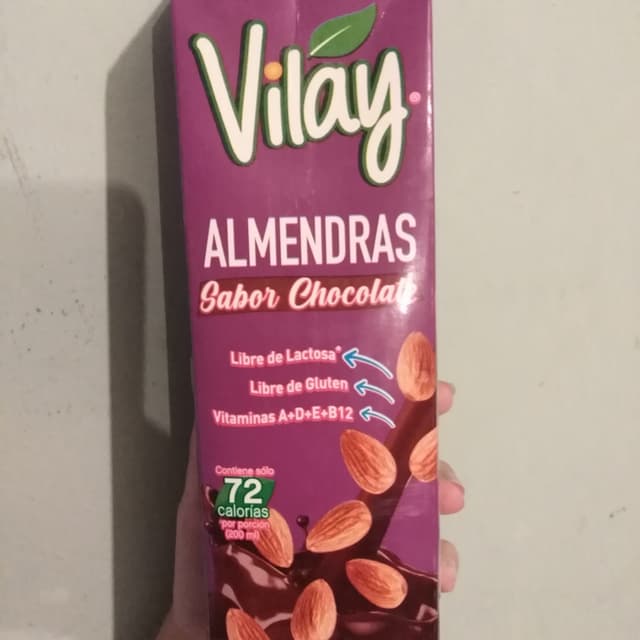 Vilay
ALMENDRAS
Sabor Chocolate
Libre de Lactosa*
Libre de Gluten
Vitaminas A+D+E+B12
Contiene sólo
72
calorías
por porción
(200 ml)